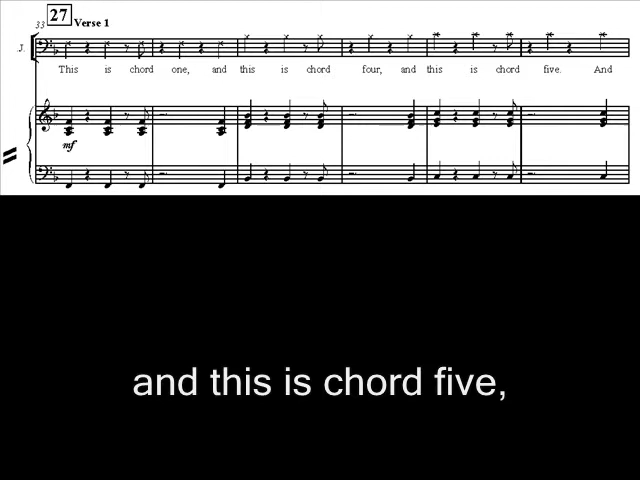 33 27 Verse 1
J.
This is chord one, and this is chord four, and this is chord five. And
mf
and this is chord five,